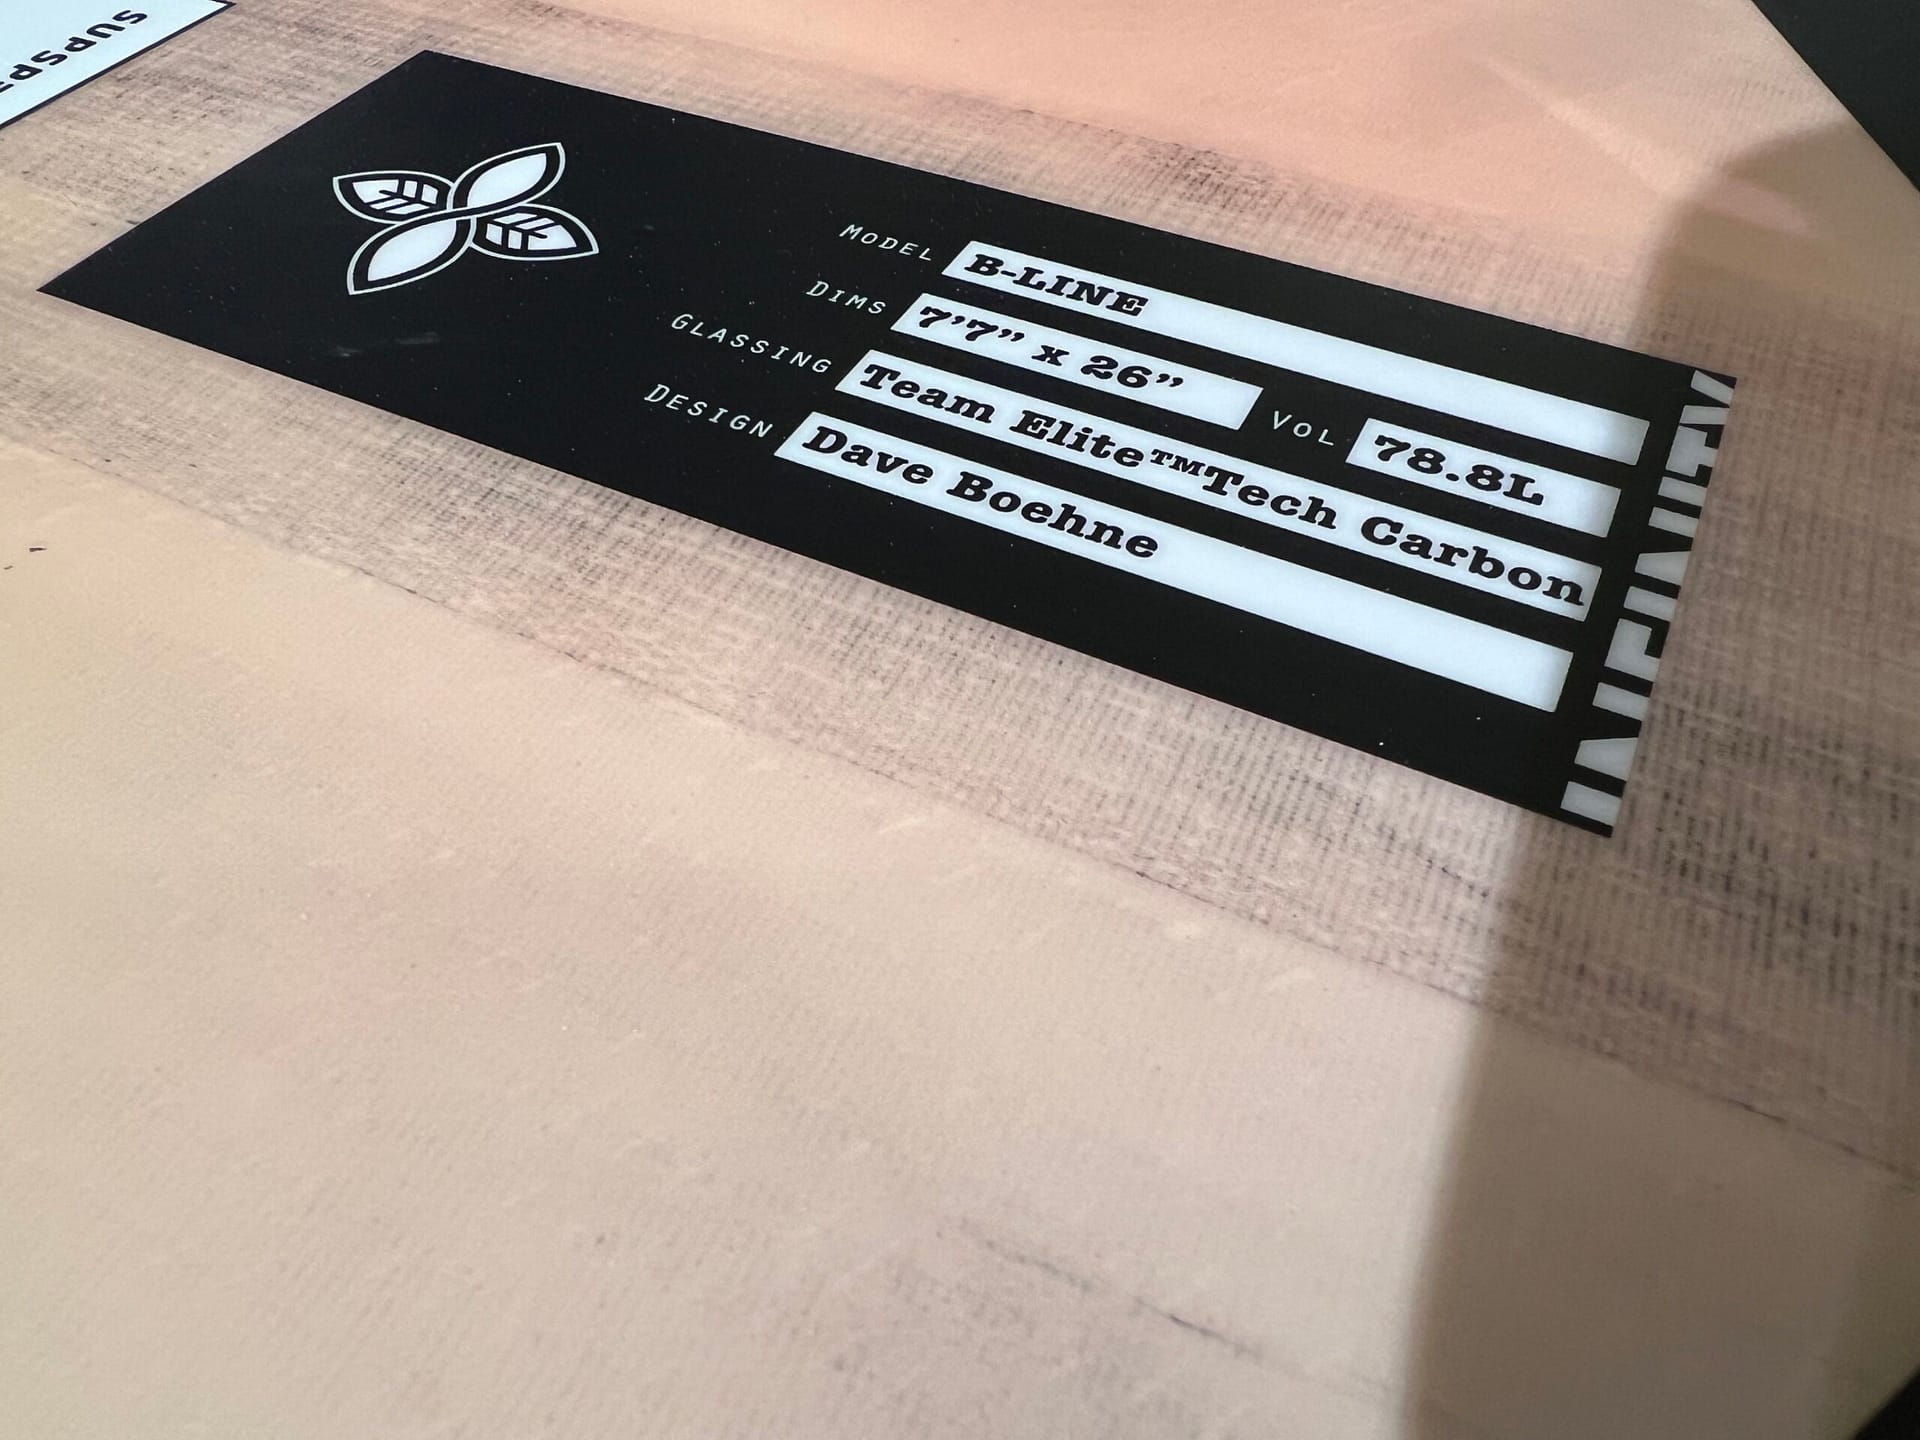 MODEL B-LINE
DIMS 7’7” x 26” VOL 78.8L
GLASSING Team Elite™Tech Carbon
DESIGN Dave Boehne
INFINITY